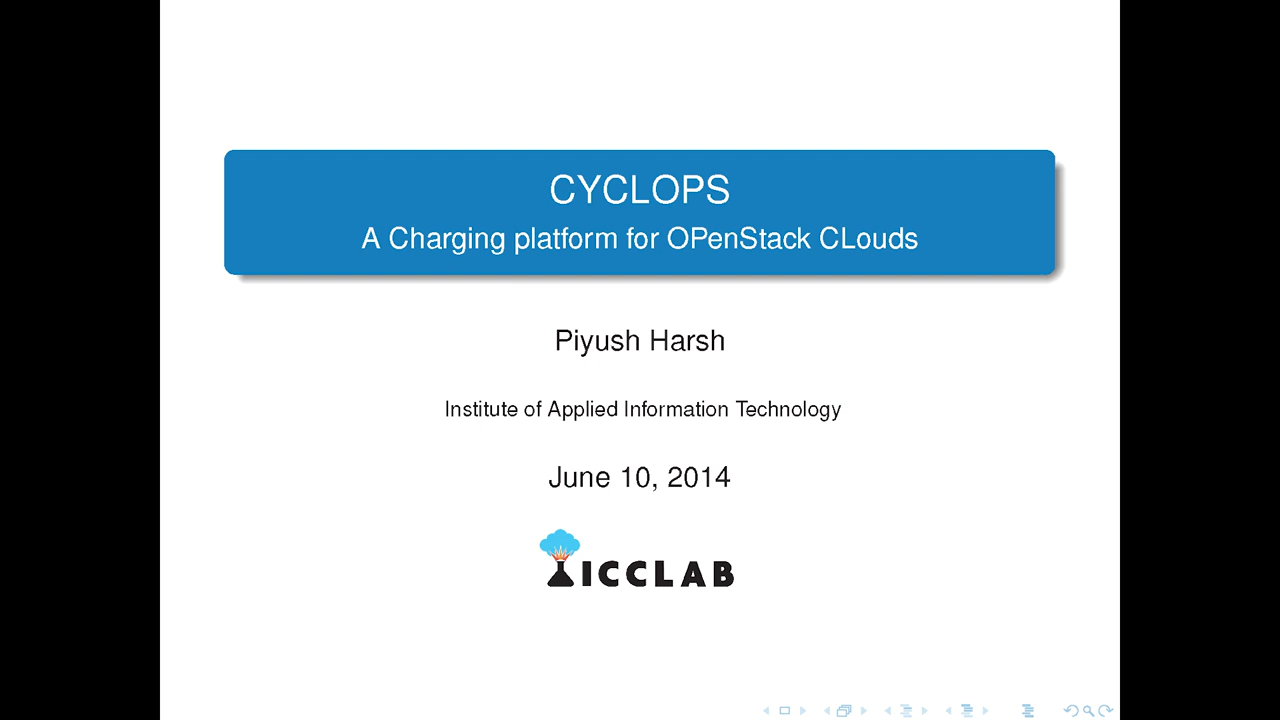 CYCLOPS
A Charging platform for OPenStack CLouds
Piyush Harsh
Institute of Applied Information Technology
June 10, 2014
ICCLAB